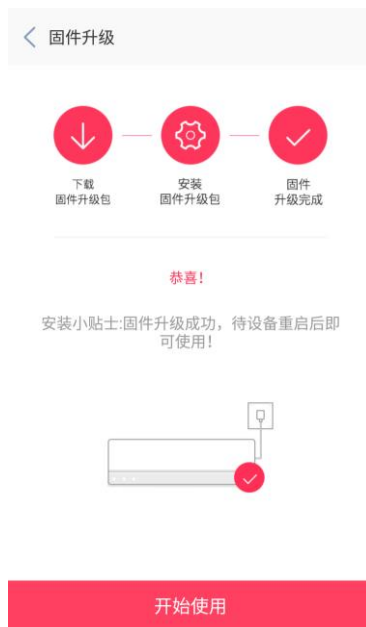 固件升级
下载
固件升级包
安装
固件升级包
固件
升级完成
恭喜！
安装小贴士:固件升级成功，待设备重启后即
可使用！
开始使用